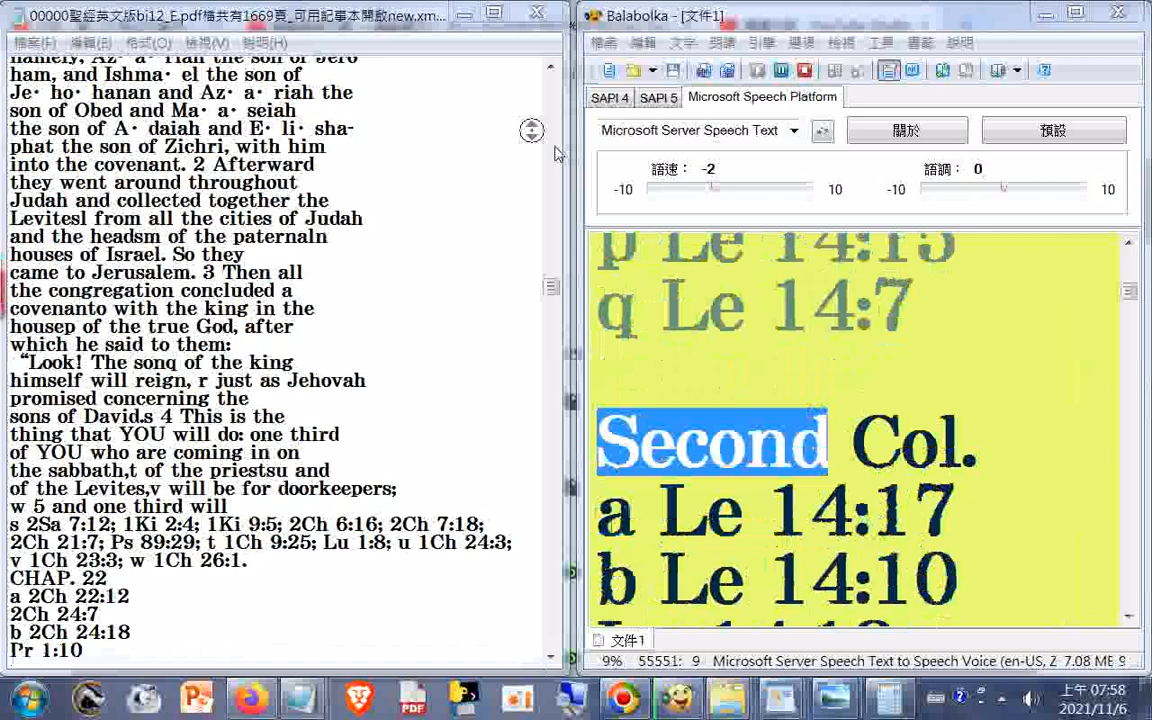 00000聖經英文版bi12_E.pdf檔共有1669頁_可用記事本開啟new.xm...
檔案(F) 編輯(E) 格式(O) 檢視(V) 說明(H)
namely, Az· a· riah the son of Jero
ham, and Ishma· el the son of
Je· ho· hanan and Az· a· riah the
son of Obed and Ma· a· seiah
the son of A· daiah and E· li· sha-
phat the son of Zichri, with him
into the covenant. 2 Afterward
they went around throughout
Judah and collected together the
Levitesl from all the cities of Judah
and the headsm of the paternaln
houses of Israel. So they
came to Jerusalem. 3 Then all
the congregation concluded a
covenanto with the king in the
housep of the true God, after
which he said to them:
“Look! The sonq of the king
himself will reign, r just as Jehovah
promised concerning the
sons of David.s 4 This is the
thing that YOU will do: one third
of YOU who are coming in on
the sabbath,t of the priestsu and
of the Levites,v will be for doorkeepers;
w 5 and one third will
s 2Sa 7:12; 1Ki 2:4; 1Ki 9:5; 2Ch 6:16; 2Ch 7:18;
2Ch 21:7; Ps 89:29; t 1Ch 9:25; Lu 1:8; u 1Ch 24:3;
v 1Ch 23:3; w 1Ch 26:1.
CHAP. 22
a 2Ch 22:12
2Ch 24:7
b 2Ch 24:18
Pr 1:10
Balabolka - [文件1]
檔案 編輯 文字 朗讀 引擎 選項 檢視 工具 書籤 說明
SAPI 4 SAPI 5 Microsoft Speech Platform
Microsoft Server Speech Text 關於 預設
語速： -2 語調： 0
-10 10 -10 10
p Le 14:15
q Le 14:7
Second Col.
a Le 14:17
b Le 14:10
文件1
9% 55551: 9 Microsoft Server Speech Text to Speech Voice (en-US, Z 7.08 MB 9
上午 07:58
2021/11/6